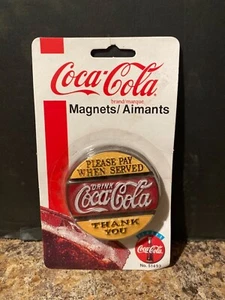 Coca-Cola
brand/marque
Magnets/Aimants
PLEASE PAY
WHEN SERVED
DRINK
Coca-Cola
THANK
YOU
Coca-Cola